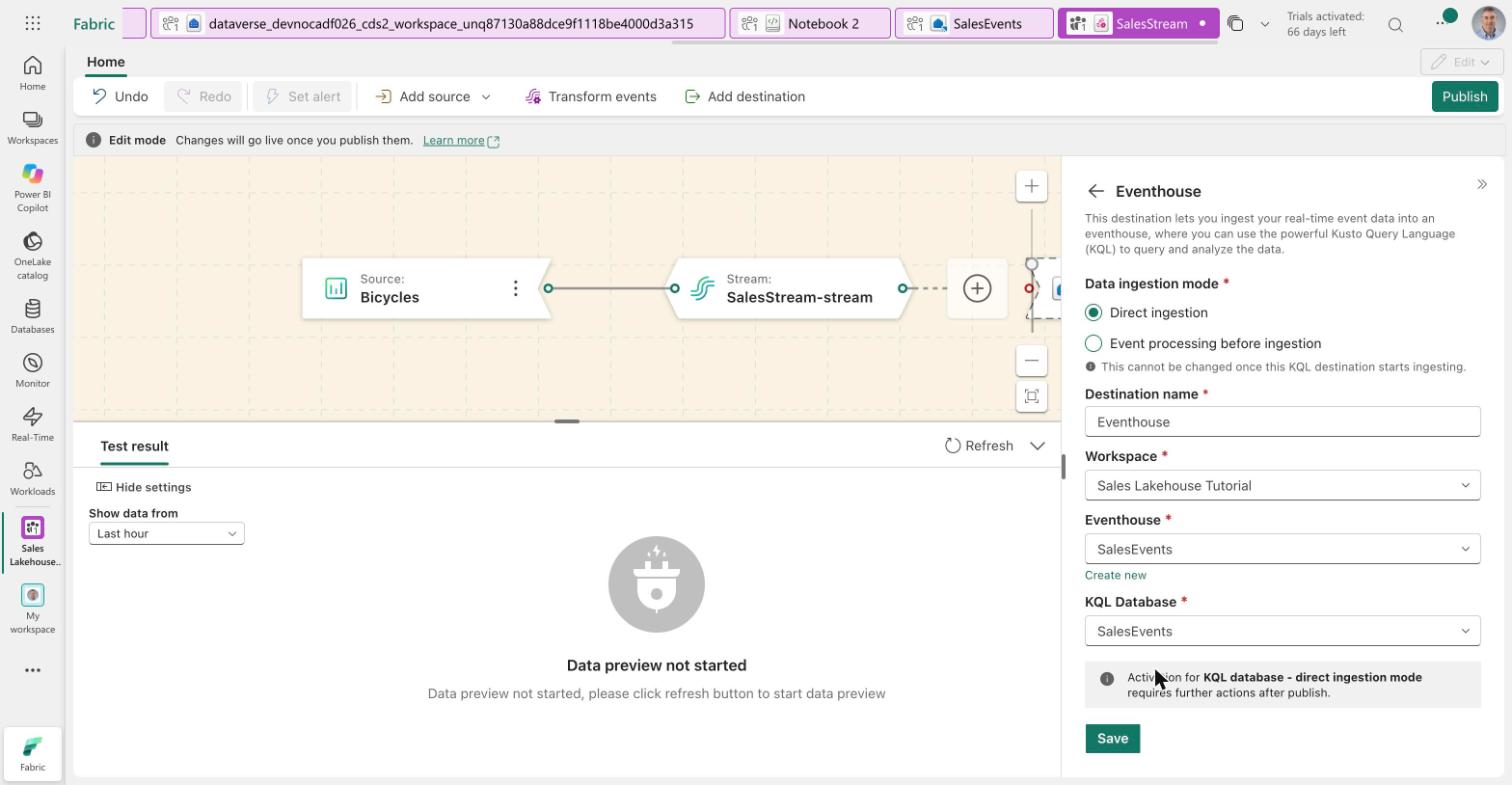 Fabric
dataverse_devnocadf026_cds2_workspace_unq87130a88dce9f1118be4000d3a315
Notebook 2
SalesEvents
SalesStream
Trials activated:
66 days left
Home
Edit
Undo
Redo
Set alert
Add source
Transform events
Add destination
Publish
Edit mode Changes will go live once you publish them. Learn more
Home
Workspaces
Power BI
Copilot
OneLake
catalog
Databases
Monitor
Real-Time
Workloads
Sales
Lakehouse..
My
workspace
Fabric
Source:
Bicycles
Stream:
SalesStream-stream
Test result
Refresh
Hide settings
Show data from
Last hour
Data preview not started
Data preview not started, please click refresh button to start data preview
Eventhouse
This destination lets you ingest your real-time event data into an
eventhouse, where you can use the powerful Kusto Query Language
(KQL) to query and analyze the data.
Data ingestion mode *
Direct ingestion
Event processing before ingestion
This cannot be changed once this KQL destination starts ingesting.
Destination name *
Eventhouse
Workspace *
Sales Lakehouse Tutorial
Eventhouse *
SalesEvents
Create new
KQL Database *
SalesEvents
Activation for KQL database - direct ingestion mode
requires further actions after publish.
Save